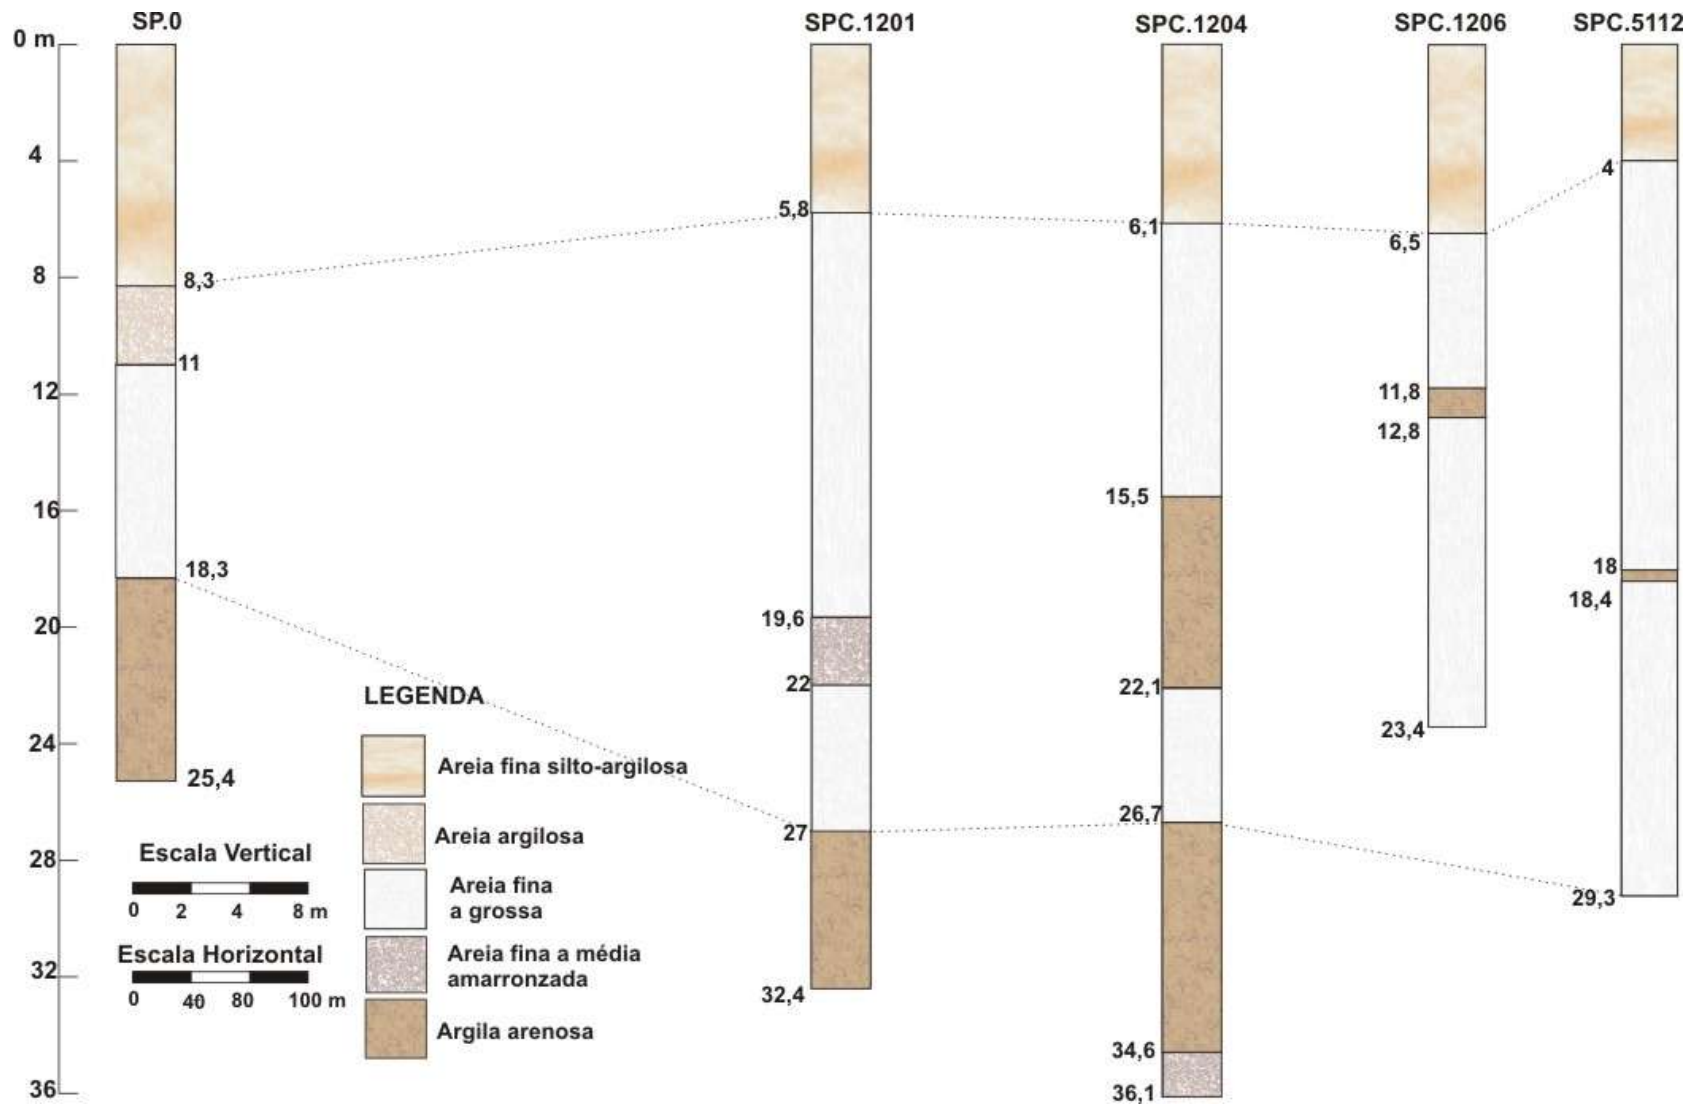 SP.0
SPC.1201
SPC.1204
SPC.1206
SPC.5112
0 m
4
8
12
16
20
24
28
32
36
8,3
11
18,3
25,4
5,8
19,6
22
27
32,4
6,1
15,5
22,1
26,7
34,6
36,1
6,5
11,8
12,8
23,4
4
18
18,4
29,3
LEGENDA
Areia fina silto-argilosa
Areia argilosa
Areia fina
a grossa
Areia fina a média
amarronzada
Argila arenosa
Escala Vertical
0 2 4 8 m
Escala Horizontal
0 40 80 100 m